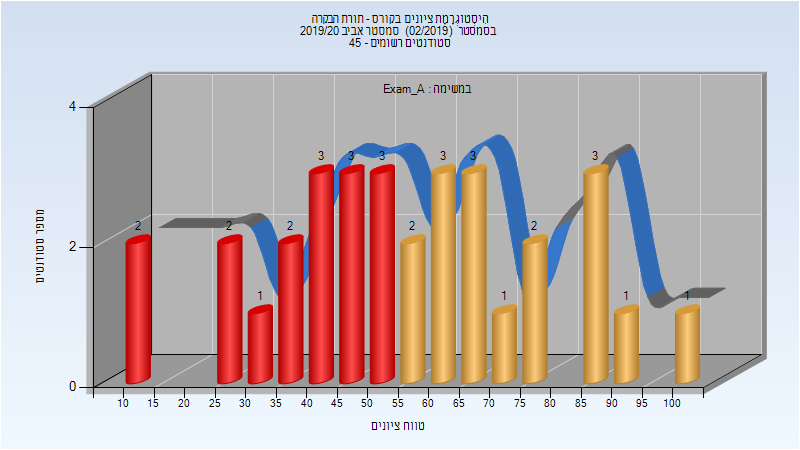 היסטוגרמת ציונים בקורס - תורת הבקרה
בסמסטר (02/2019) סמסטר אביב 2019/20
סטודנטים רשומים - 45
במשימה : Exam_A
מספר סטודנטים
4
2
0
2 2 1 2 3 3 3 2 3 3 1 2 3 1 1
10 15 20 25 30 35 40 45 50 55 60 65 70 75 80 85 90 95 100
טווח ציונים